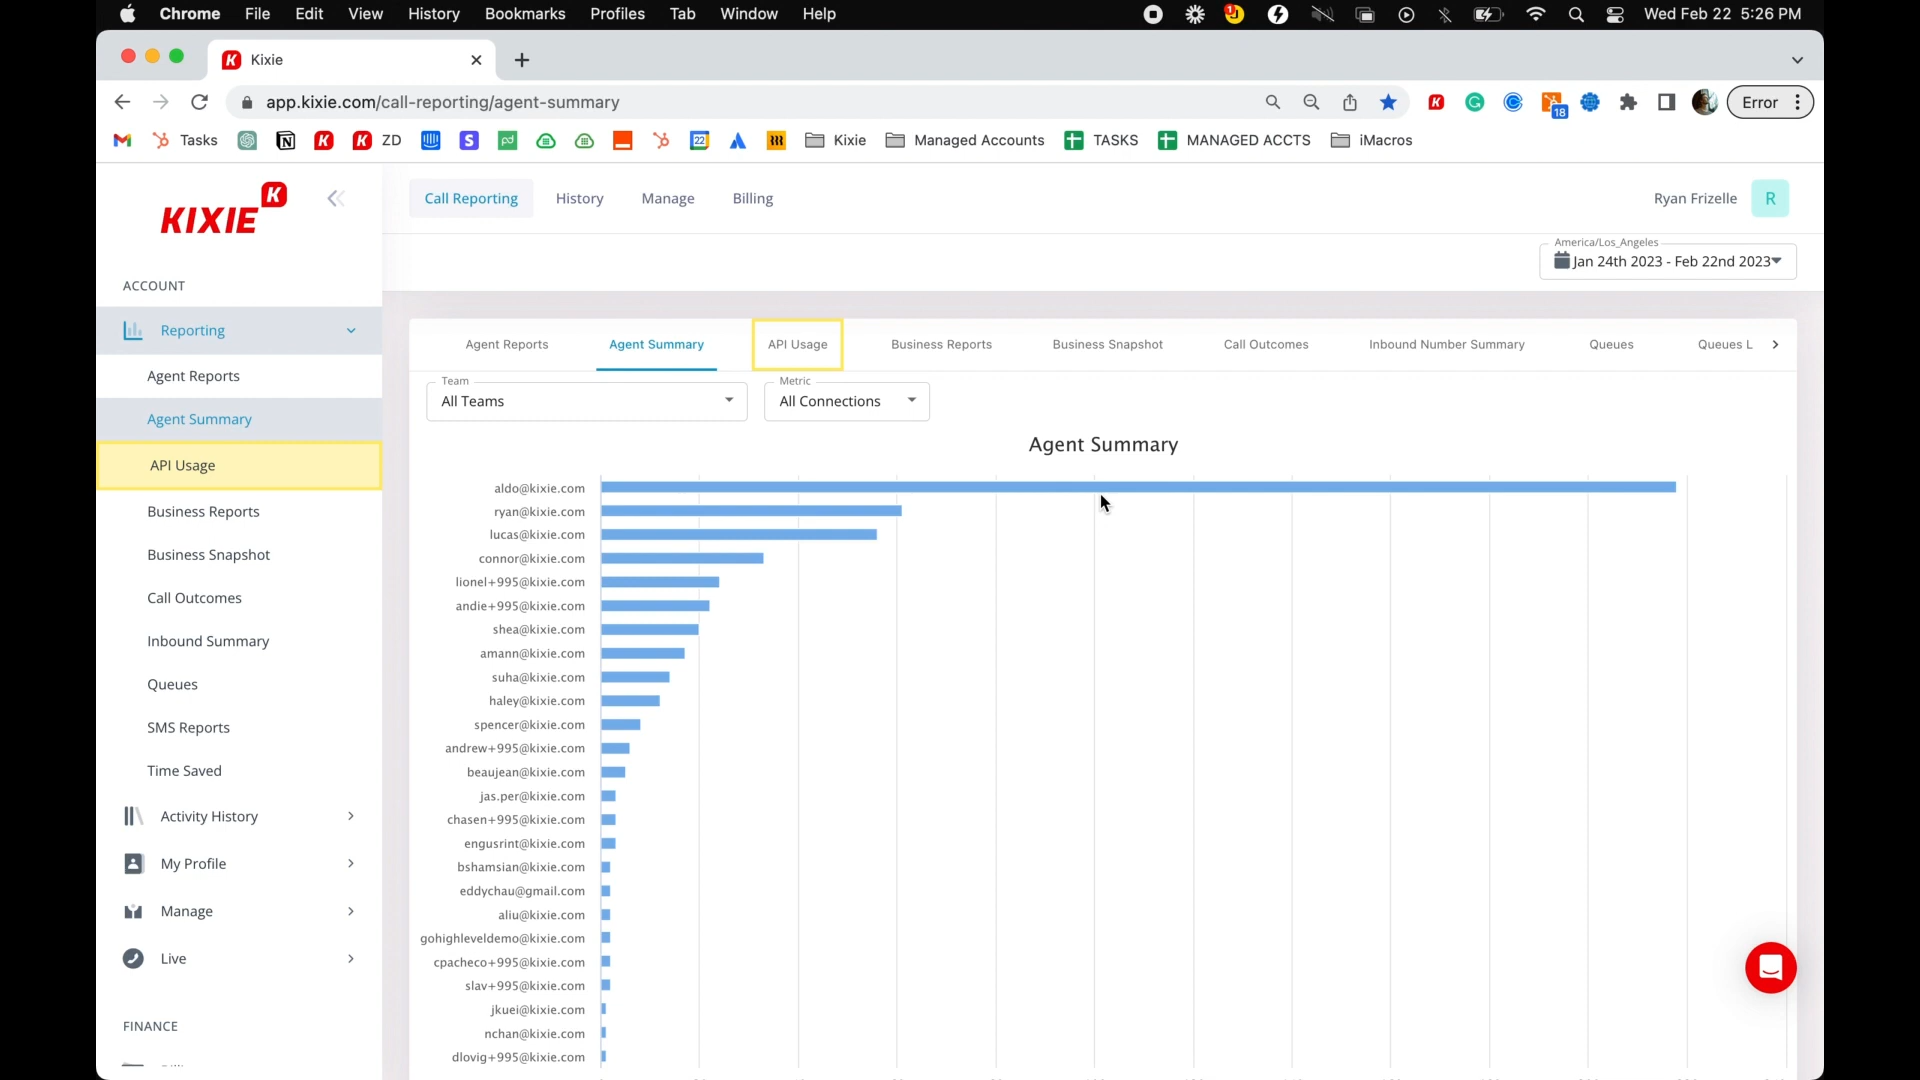 Chrome File Edit View History Bookmarks Profiles Tab Window Help 1 J Wed Feb 22 5:26 PM
K Kixie
app.kixie.com/call-reporting/agent-summary K 18 Error
Tasks K K ZD S pd 22 Kixie Managed Accounts TASKS MANAGED ACCTS iMacros
KIXIE K
Call Reporting History Manage Billing Ryan Frizelle R
America/Los_Angeles
Jan 24th 2023 - Feb 22nd 2023
ACCOUNT
Reporting
Agent Reports
Agent Summary
API Usage
Business Reports
Business Snapshot
Call Outcomes
Inbound Summary
Queues
SMS Reports
Time Saved
Activity History
My Profile
Manage
Live
FINANCE
Agent Reports Agent Summary API Usage Business Reports Business Snapshot Call Outcomes Inbound Number Summary Queues Queues L
Team
All Teams
Metric
All Connections
Agent Summary
aldo@kixie.com
ryan@kixie.com
lucas@kixie.com
connor@kixie.com
lionel+995@kixie.com
andie+995@kixie.com
shea@kixie.com
amann@kixie.com
suha@kixie.com
haley@kixie.com
spencer@kixie.com
andrew+995@kixie.com
beaujean@kixie.com
jas.per@kixie.com
chasen+995@kixie.com
engusrint@kixie.com
bshamsian@kixie.com
eddychau@gmail.com
aliu@kixie.com
gohighleveldemo@kixie.com
cpacheco+995@kixie.com
slav+995@kixie.com
jkuei@kixie.com
nchan@kixie.com
dlovig+995@kixie.com